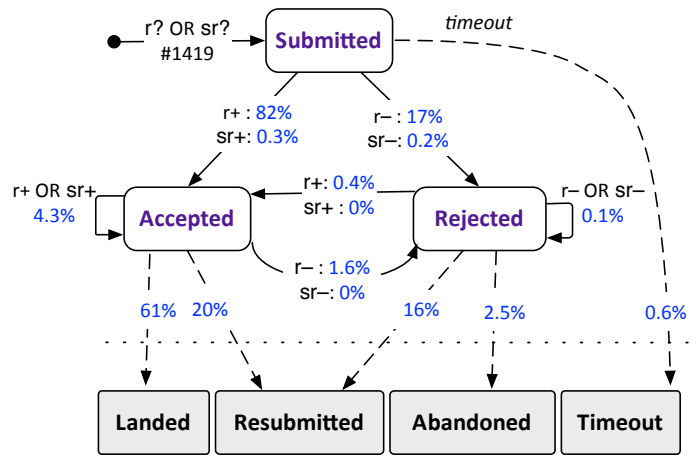 r? OR sr?
#1419
Submitted
timeout
r+ : 82%
sr+: 0.3%
r– : 17%
sr–: 0.2%
r+ OR sr+
4.3%
Accepted
r+: 0.4%
sr+ : 0%
Rejected
r– OR sr–
0.1%
r– : 1.6%
sr–: 0%
61%
20%
16%
2.5%
0.6%
Landed
Resubmitted
Abandoned
Timeout